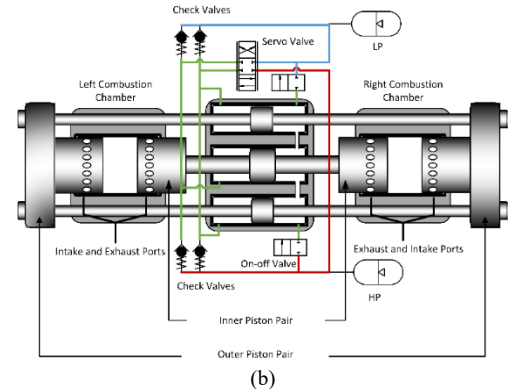 Check Valves
Servo Valve
LP
Left Combustion
Chamber
Right Combustion
Chamber
Intake and Exhaust Ports
Exhaust and Intake Ports
On-off Valve
Check Valves
HP
Inner Piston Pair
Outer Piston Pair
(b)